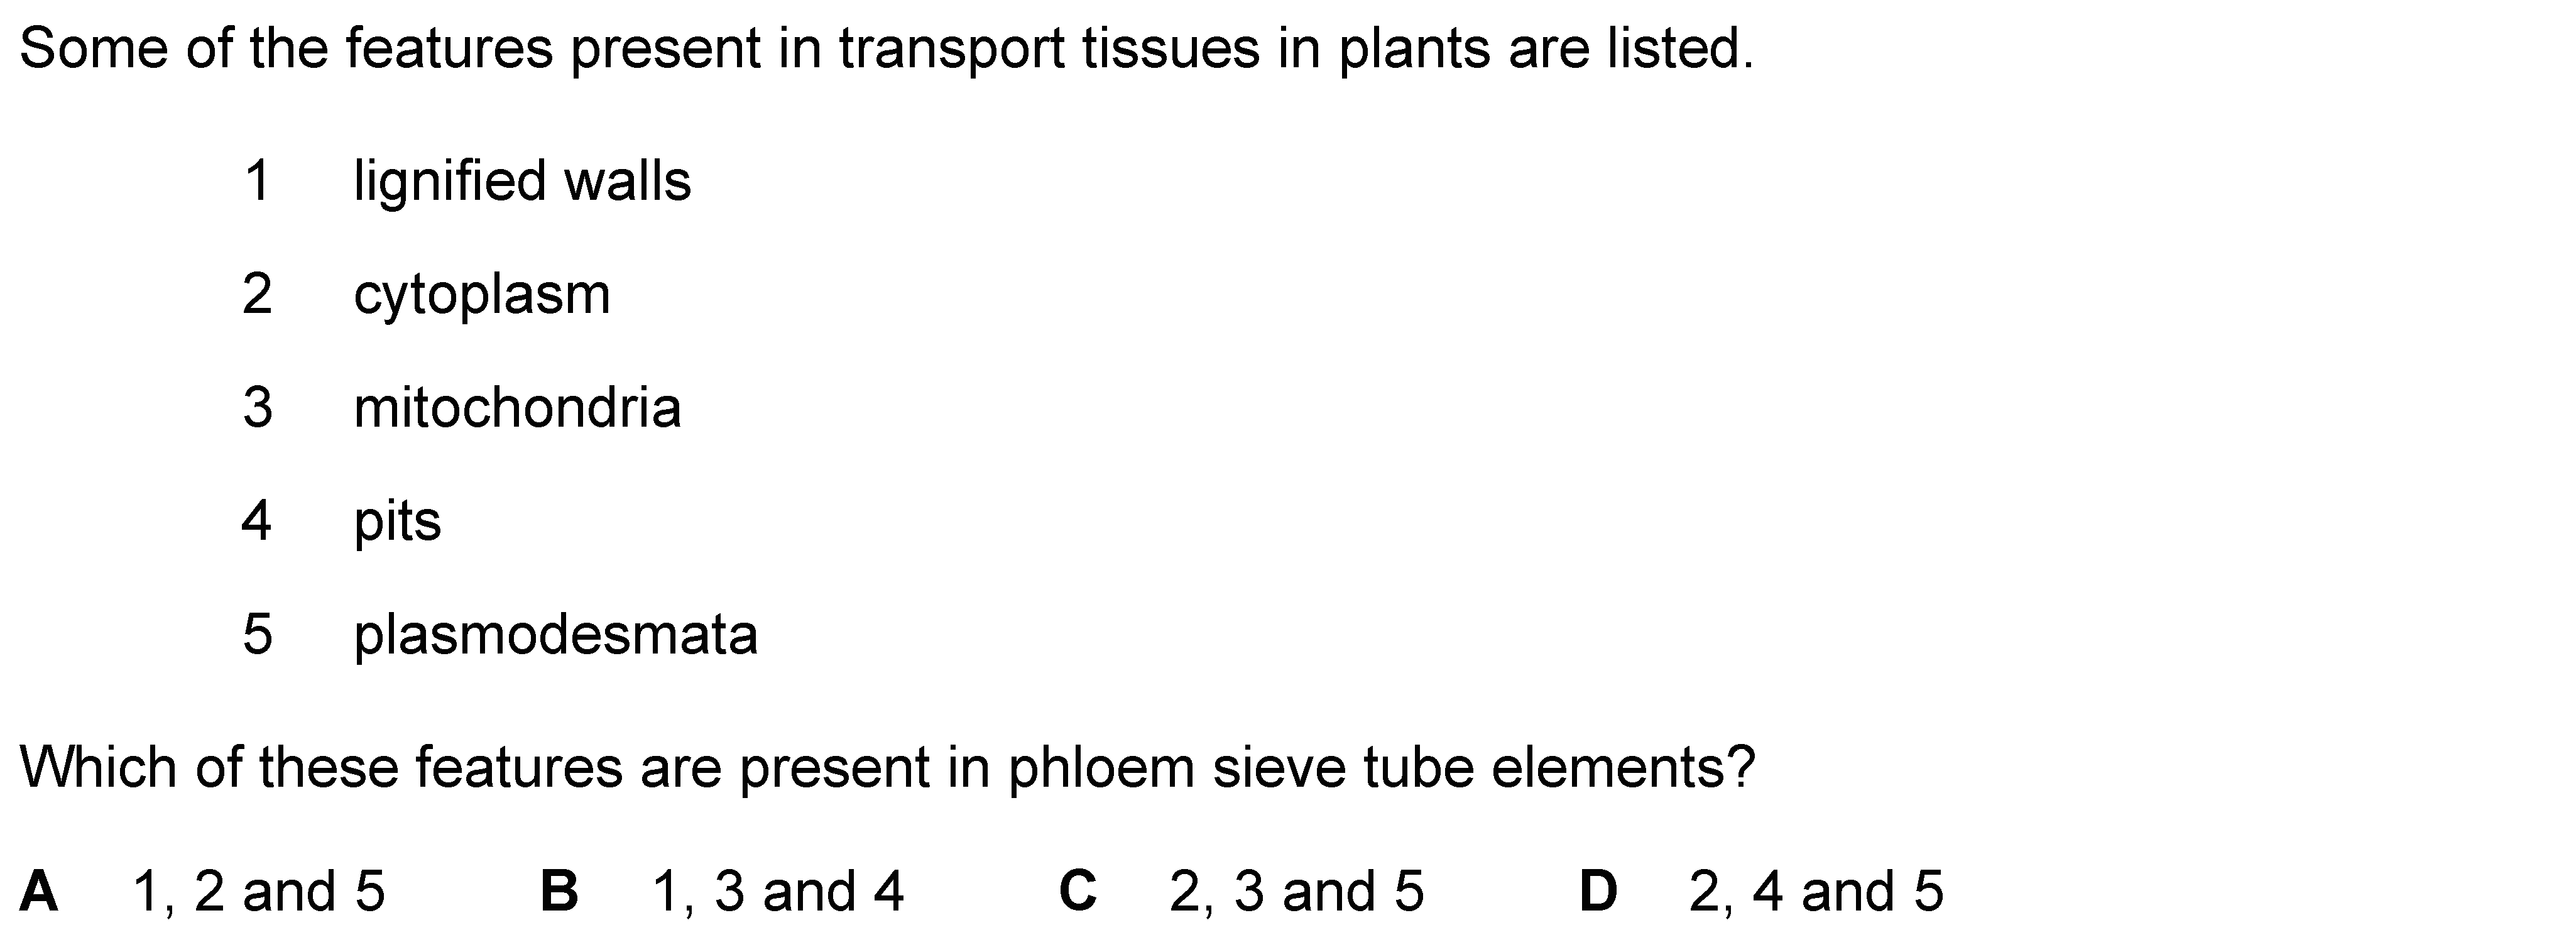 Some of the features present in transport tissues in plants are listed.
1 lignified walls
2 cytoplasm
3 mitochondria
4 pits
5 plasmodesmata
Which of these features are present in phloem sieve tube elements?
A 1, 2 and 5 B 1, 3 and 4 C 2, 3 and 5 D 2, 4 and 5